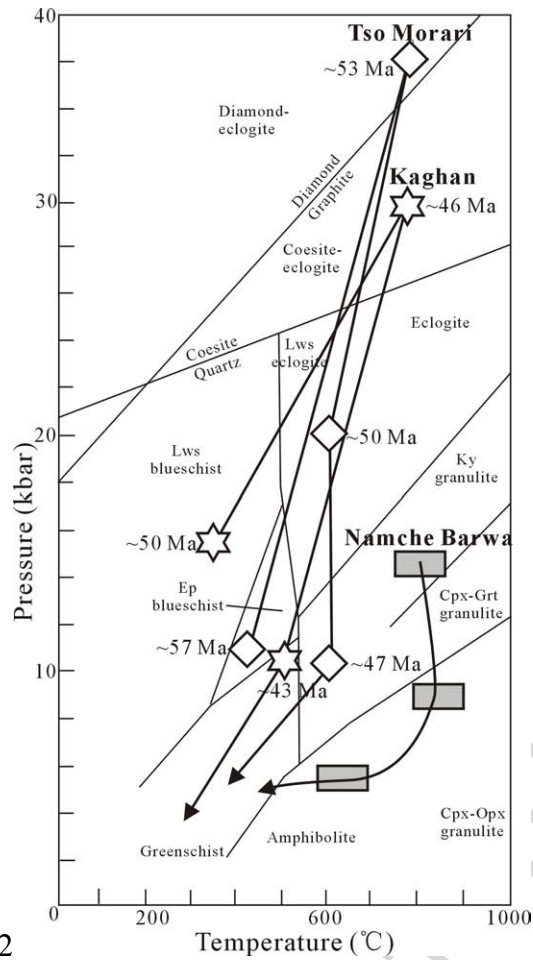 40
Tso Morari
~53 Ma
Diamond-
eclogite
Diamond
Graphite
Kaghan
30
~46 Ma
Coesite-
eclogite
Eclogite
Coesite
Quartz
Lws
eclogite
20
~50 Ma
Lws
blueschist
Ky
granulite
Pressure (kbar)
~50 Ma
Namche Barwa
Ep
blueschist
Cpx-Grt
granulite
~57 Ma
10
~43 Ma
~47 Ma
Greenschist
Amphibolite
Cpx-Opx
granulite
0
0
200
600
1000
Temperature (℃)
2